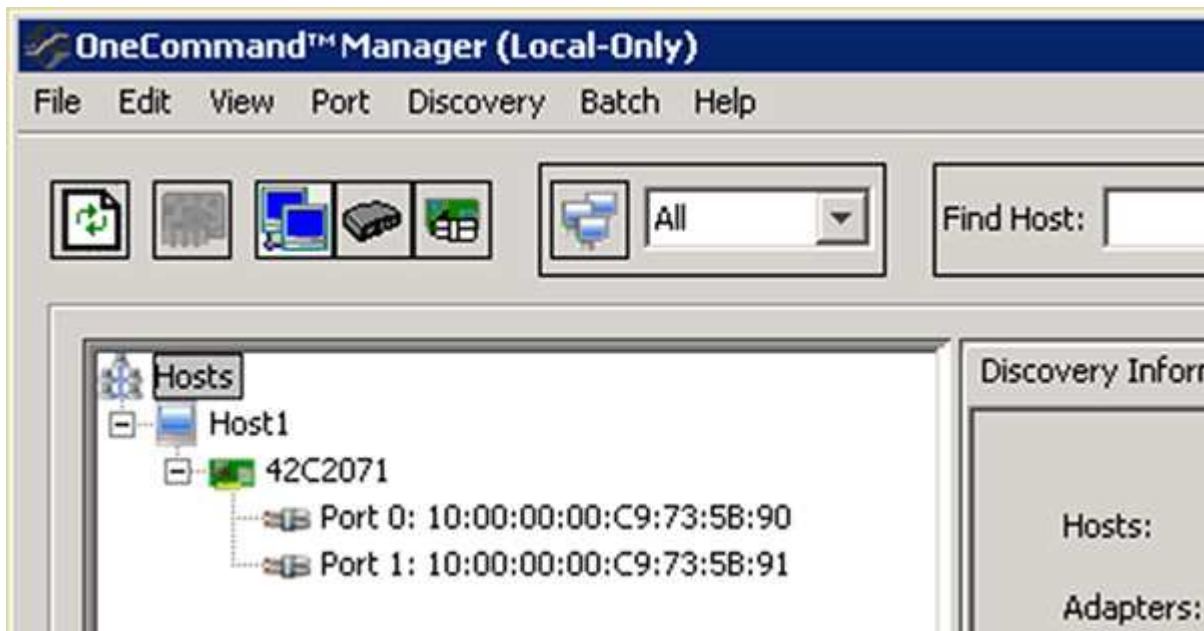 OneCommand™ Manager (Local-Only)
File Edit View Port Discovery Batch Help
All
Find Host:
Hosts
Host1
42C2071
Port 0: 10:00:00:00:C9:73:5B:90
Port 1: 10:00:00:00:C9:73:5B:91
Discovery Inform
Hosts:
Adapters: